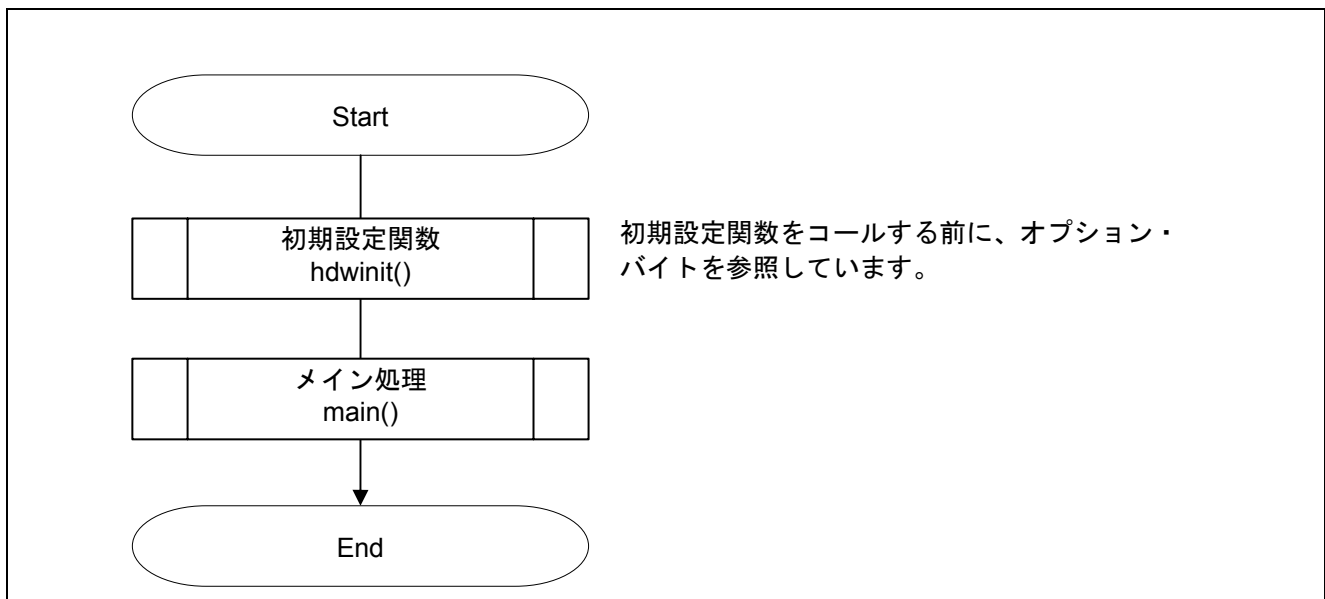 Start
初期設定関数
hdwinit()
初期設定関数をコールする前に、オプション・
バイトを参照しています。
メイン処理
main()
End